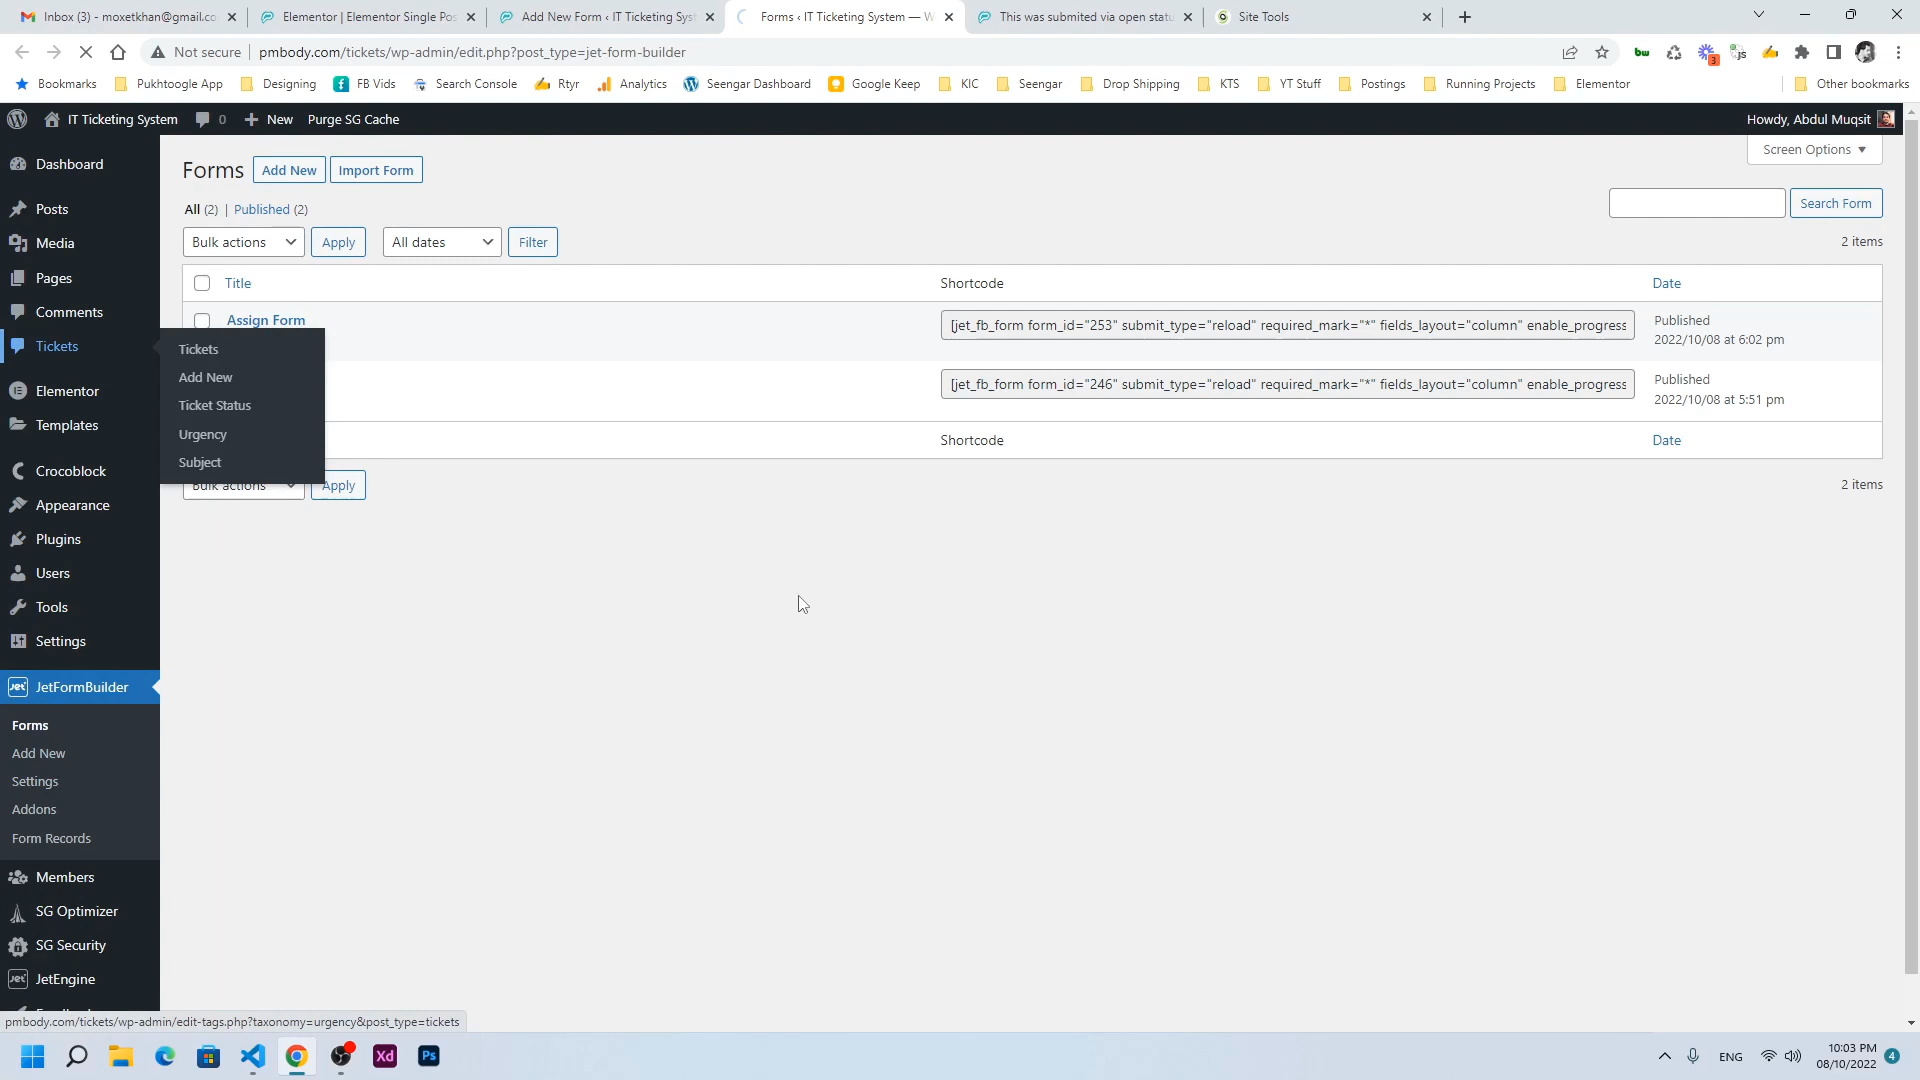 Inbox (3) - moxetkhan@gmail.co
Elementor | Elementor Single Pos
Add New Form ‹ IT Ticketing Syst
Forms ‹ IT Ticketing System — W
This was submited via open statu
Site Tools
Not secure
pmbody.com/tickets/wp-admin/edit.php?post_type=jet-form-builder
Bookmarks
Pukhtoogle App
Designing
FB Vids
Search Console
Rtyr
Analytics
Seengar Dashboard
Google Keep
KIC
Seengar
Drop Shipping
KTS
YT Stuff
Postings
Running Projects
Elementor
Other bookmarks
IT Ticketing System
0
New
Purge SG Cache
Howdy, Abdul Muqsit
Screen Options
Dashboard
Posts
Media
Pages
Comments
Tickets
Elementor
Templates
Crocoblock
Appearance
Plugins
Users
Tools
Settings
JetFormBuilder
Forms
Add New
Settings
Addons
Form Records
Members
SG Optimizer
SG Security
JetEngine
Tickets
Add New
Ticket Status
Urgency
Subject
Forms
Add New
Import Form
All (2) | Published (2)
Search Form
Bulk actions
Apply
All dates
Filter
2 items
Title
Shortcode
Date
Assign Form
[jet_fb_form form_id="253" submit_type="reload" required_mark="*" fields_layout="column" enable_progress
Published
2022/10/08 at 6:02 pm
[jet_fb_form form_id="246" submit_type="reload" required_mark="*" fields_layout="column" enable_progress
Published
2022/10/08 at 5:51 pm
Shortcode
Date
Bulk actions
Apply
2 items
pmbody.com/tickets/wp-admin/edit-tags.php?taxonomy=urgency&post_type=tickets
Xd
Ps
ENG
10:03 PM
08/10/2022
4